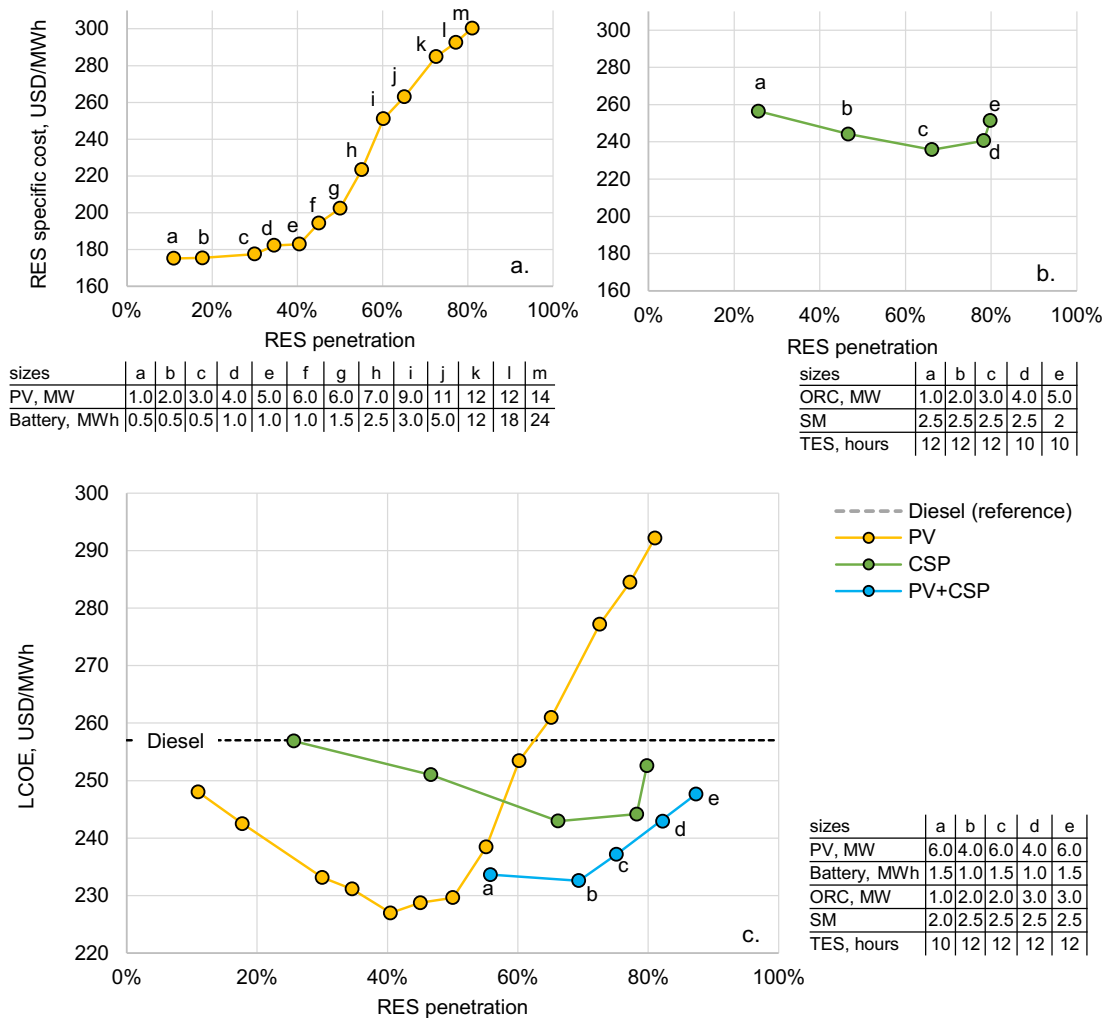 RES specific cost, USD/MWh
300
280
260
240
220
200
180
160
a b c d e f g h i j k l m
a.
0% 20% 40% 60% 80% 100%
RES penetration
300
280
260
240
220
200
180
160
a b c d e
b.
0% 20% 40% 60% 80% 100%
RES penetration
sizes a b c d e f g h i j k l m
PV, MW 1.0 2.0 3.0 4.0 5.0 6.0 6.0 7.0 9.0 11 12 12 14
Battery, MWh 0.5 0.5 0.5 1.0 1.0 1.0 1.5 2.5 3.0 5.0 12 18 24
sizes a b c d e
ORC, MW 1.0 2.0 3.0 4.0 5.0
SM 2.5 2.5 2.5 2.5 2
TES, hours 12 12 12 10 10
LCOE, USD/MWh
300
290
280
270
260
250
240
230
220
Diesel
a b c d e
c.
0% 20% 40% 60% 80% 100%
RES penetration
Diesel (reference)
PV
CSP
PV+CSP
sizes a b c d e
PV, MW 6.0 4.0 6.0 4.0 6.0
Battery, MWh 1.5 1.0 1.5 1.0 1.5
ORC, MW 1.0 2.0 2.0 3.0 3.0
SM 2.0 2.5 2.5 2.5 2.5
TES, hours 10 12 12 12 12